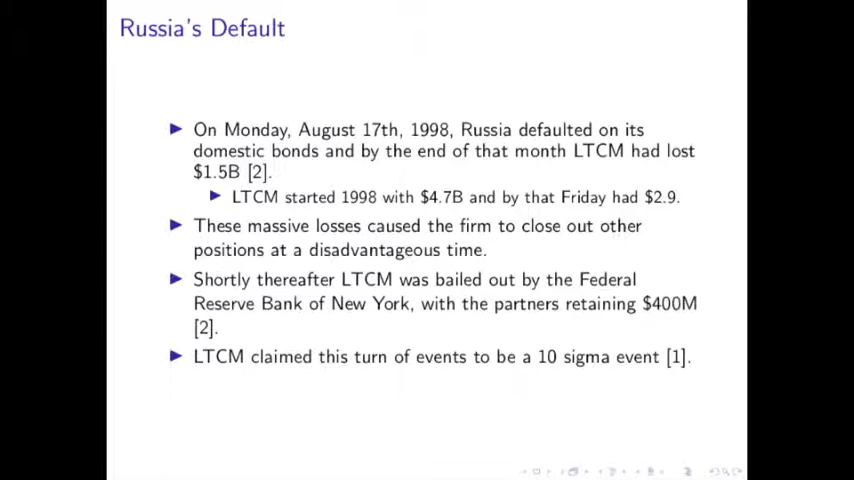 Russia's Default
On Monday, August 17th, 1998, Russia defaulted on its
domestic bonds and by the end of that month LTCM had lost
$1.5B [2].
LTCM started 1998 with $4.7B and by that Friday had $2.9.
These massive losses caused the firm to close out other
positions at a disadvantageous time.
Shortly thereafter LTCM was bailed out by the Federal
Reserve Bank of New York, with the partners retaining $400M
[2].
LTCM claimed this turn of events to be a 10 sigma event [1].